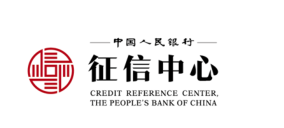 中国人民银行
征信中心
CREDIT REFERENCE CENTER,
THE PEOPLE'S BANK OF CHINA